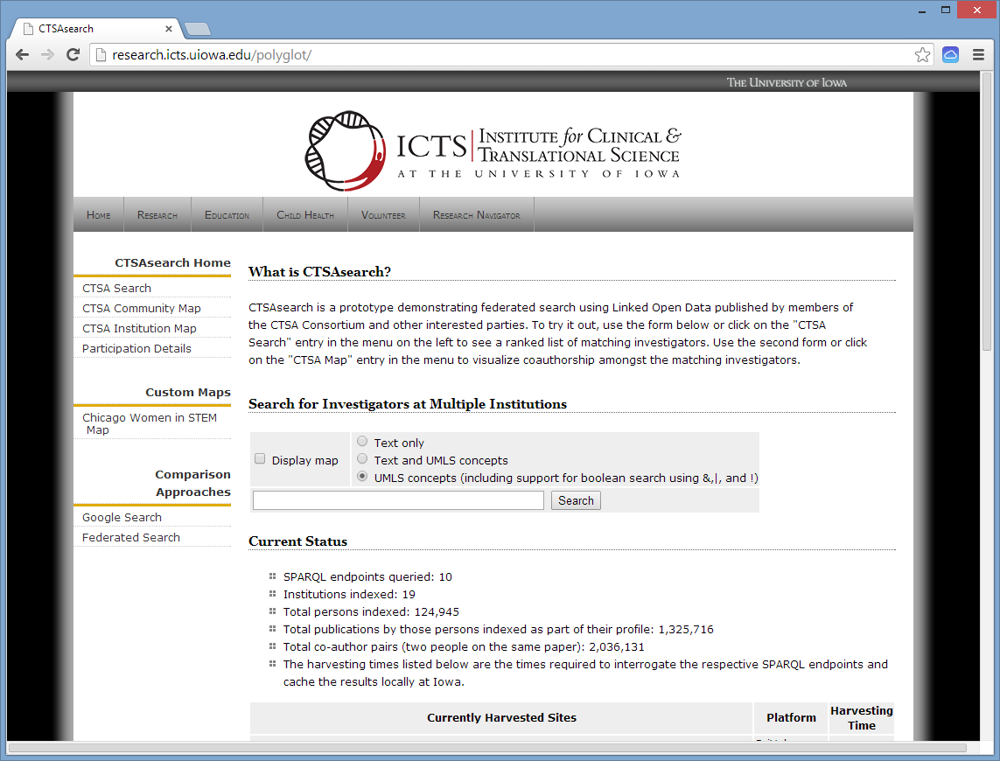 CTSAsearch
research.icts.uiowa.edu/polyglot/
The University of Iowa
ICTS Institute for Clinical &
Translational Science
AT THE UNIVERSITY OF IOWA
Home Research Education Child Health Volunteer Research Navigator
CTSAsearch Home
CTSA Search
CTSA Community Map
CTSA Institution Map
Participation Details
Custom Maps
Chicago Women in STEM
Map
Comparison
Approaches
Google Search
Federated Search
What is CTSAsearch?
CTSAsearch is a prototype demonstrating federated search using Linked Open Data published by members of
the CTSA Consortium and other interested parties. To try it out, use the form below or click on the "CTSA
Search" entry in the menu on the left to see a ranked list of matching investigators. Use the second form or click
on the "CTSA Map" entry in the menu to visualize coauthorship amongst the matching investigators.
Search for Investigators at Multiple Institutions
Display map
Text only
Text and UMLS concepts
UMLS concepts (including support for boolean search using &,|, and !)
Search
Current Status
SPARQL endpoints queried: 10
Institutions indexed: 19
Total persons indexed: 124,945
Total publications by those persons indexed as part of their profile: 1,325,716
Total co-author pairs (two people on the same paper): 2,036,131
The harvesting times listed below are the times required to interrogate the respective SPARQL endpoints and
cache the results locally at Iowa.
Currently Harvested Sites Platform Harvesting
Time